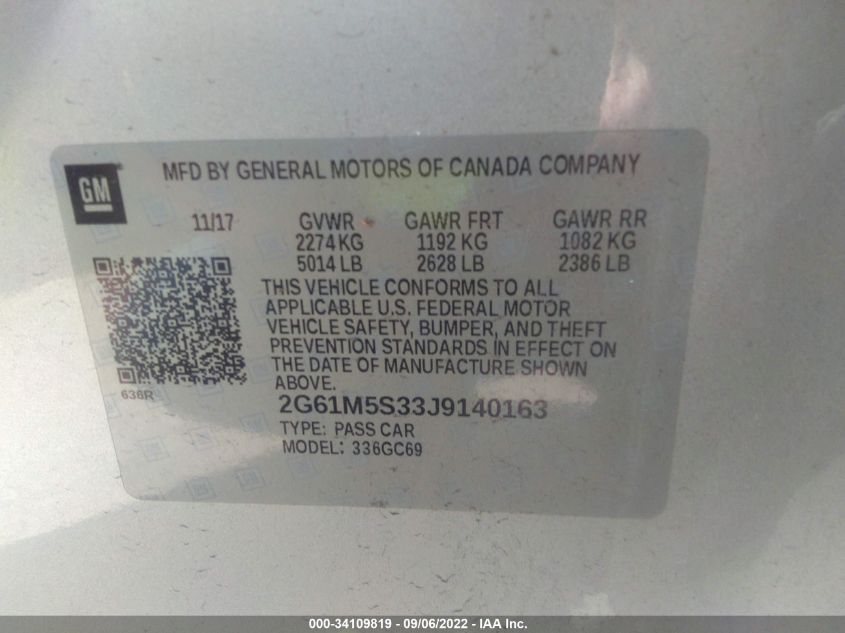 GM
MFD BY GENERAL MOTORS OF CANADA COMPANY
11/17 GVWR GAWR FRT GAWR RR
2274 KG 1192 KG 1082 KG
5014 LB 2628 LB 2386 LB
THIS VEHICLE CONFORMS TO ALL
APPLICABLE U.S. FEDERAL MOTOR
VEHICLE SAFETY, BUMPER, AND THEFT
PREVENTION STANDARDS IN EFFECT ON
THE DATE OF MANUFACTURE SHOWN
ABOVE.
636R
2G61M5S33J9140163
TYPE: PASS CAR
MODEL: 336GC69
000-34109819 - 09/06/2022 - IAA Inc.